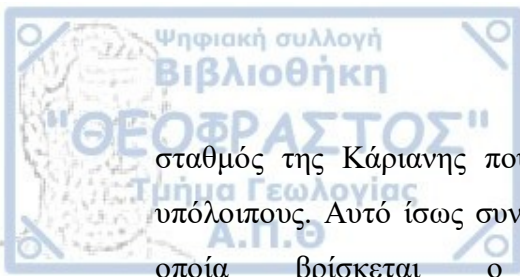 Ψηφιακή συλλογή
Βιβλιοθήκη
"ΘΕΟΦΡΑΣΤΟΣ"
σταθμός της Κάριανης που
Τμήμα Γεωλογίας
υπόλοιπους. Αυτό ίσως συν
Α.Π.Θ
οποία βρίσκεται ο